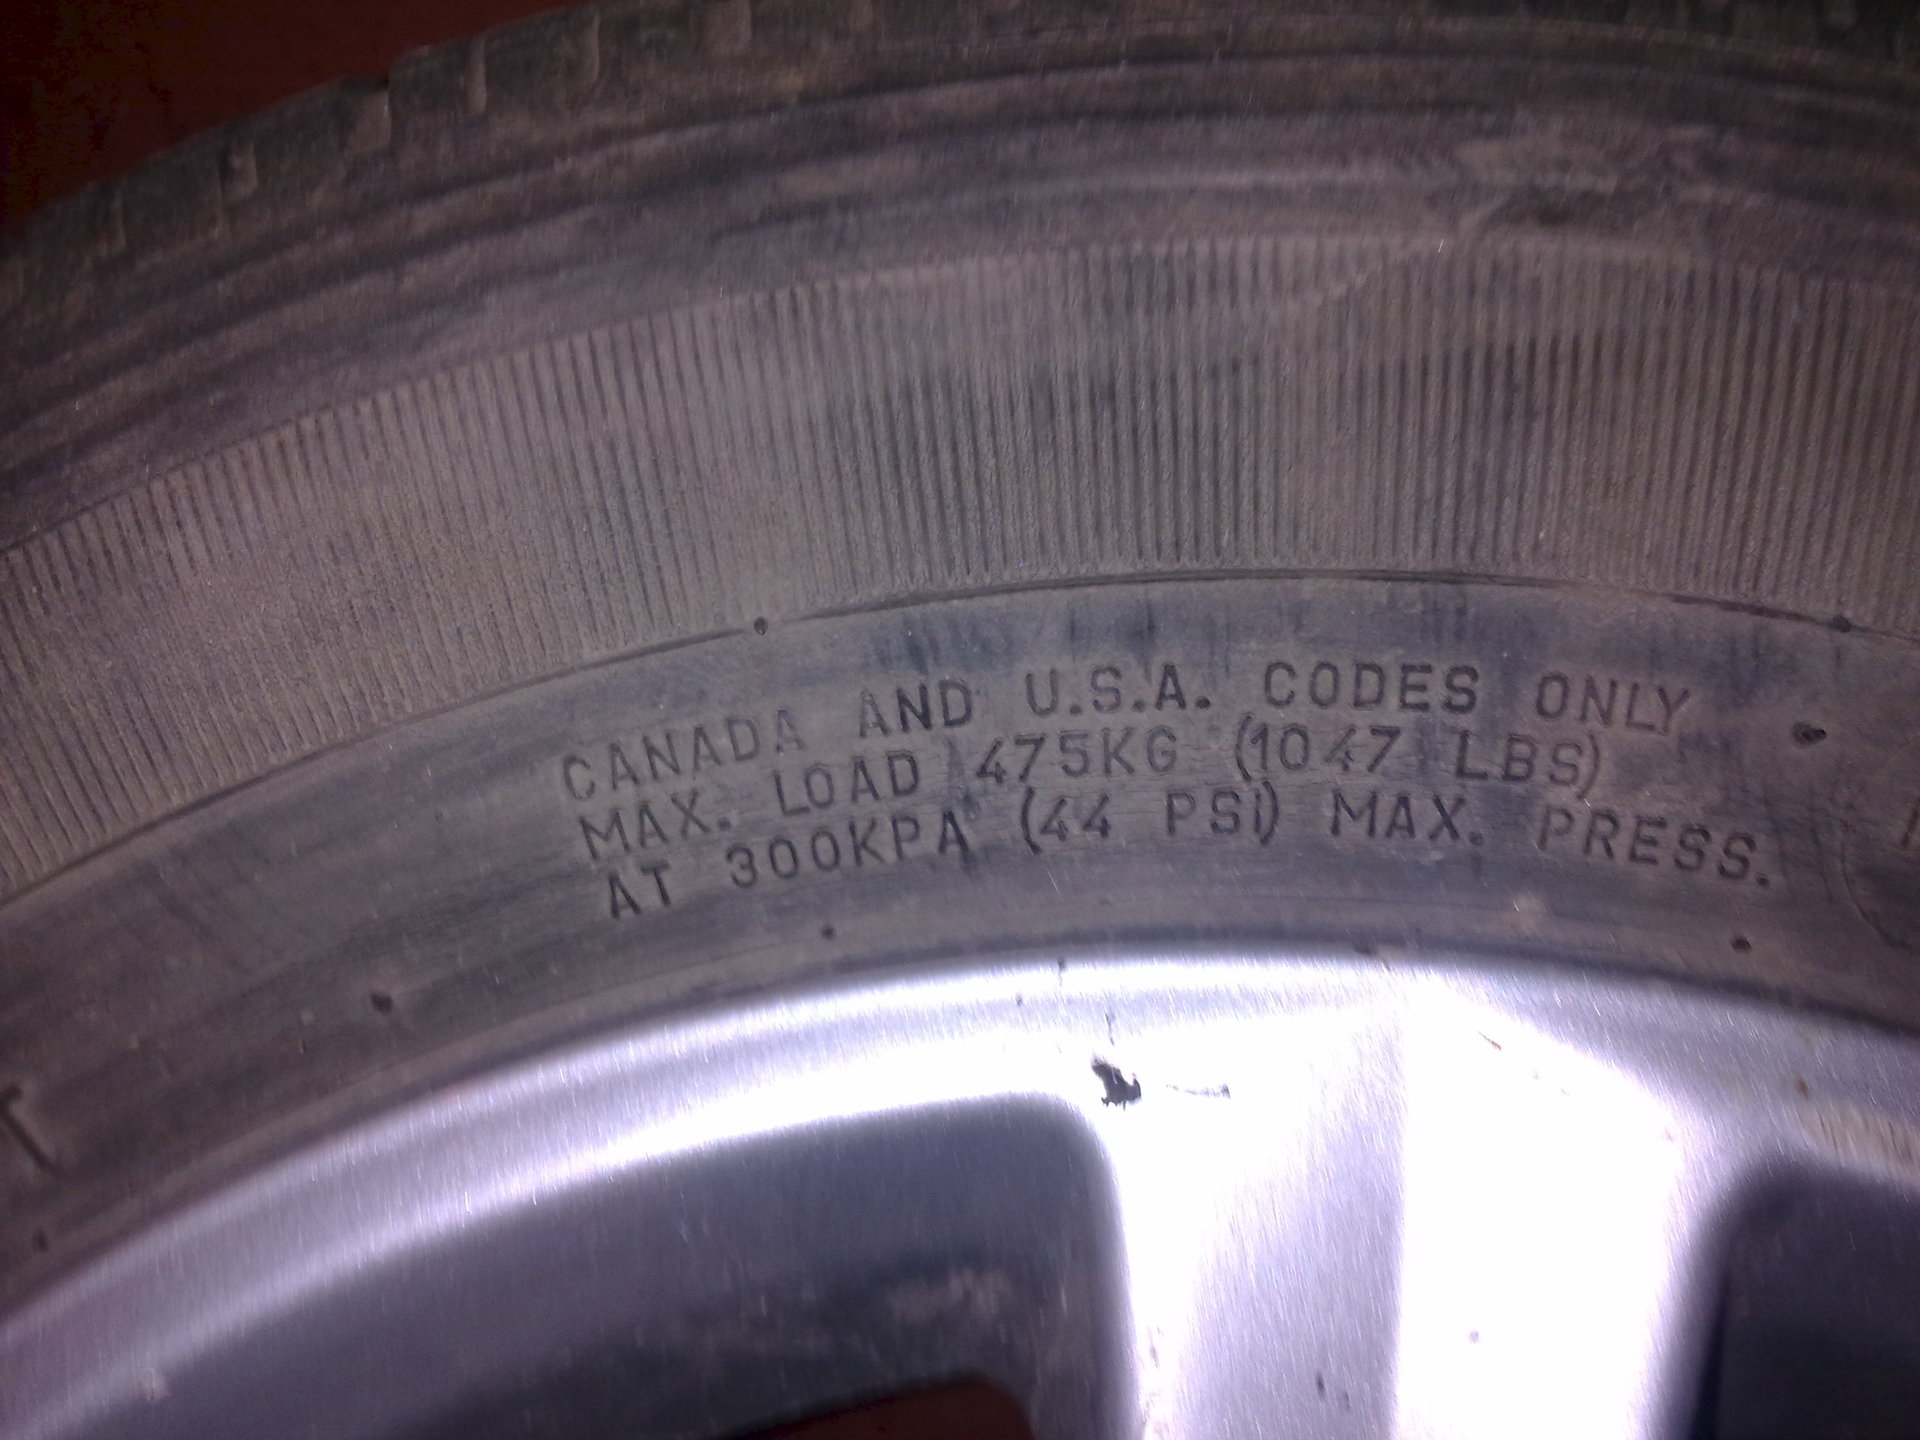 CANADA AND U.S.A. CODES ONLY
MAX. LOAD 475KG (1047 LBS)
AT 300KPA (44 PSi) MAX. PRESS.
T